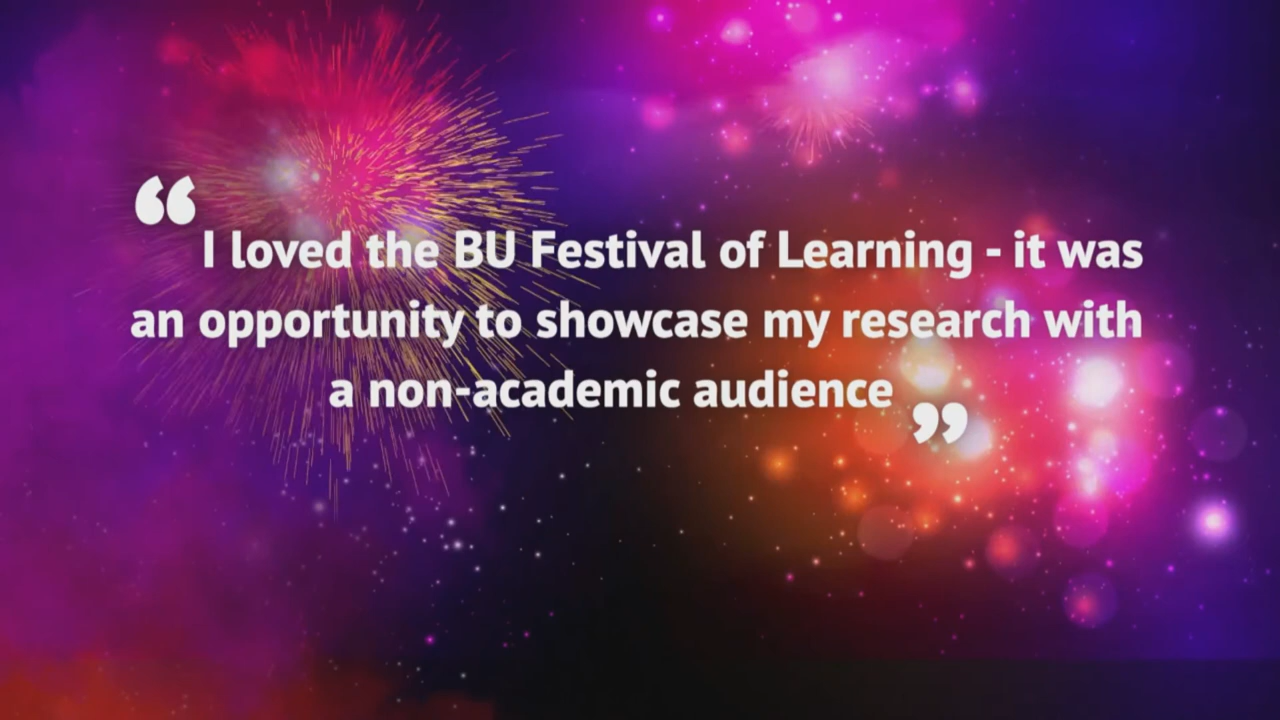 “ I loved the BU Festival of Learning - it was
an opportunity to showcase my research with
a non-academic audience ”